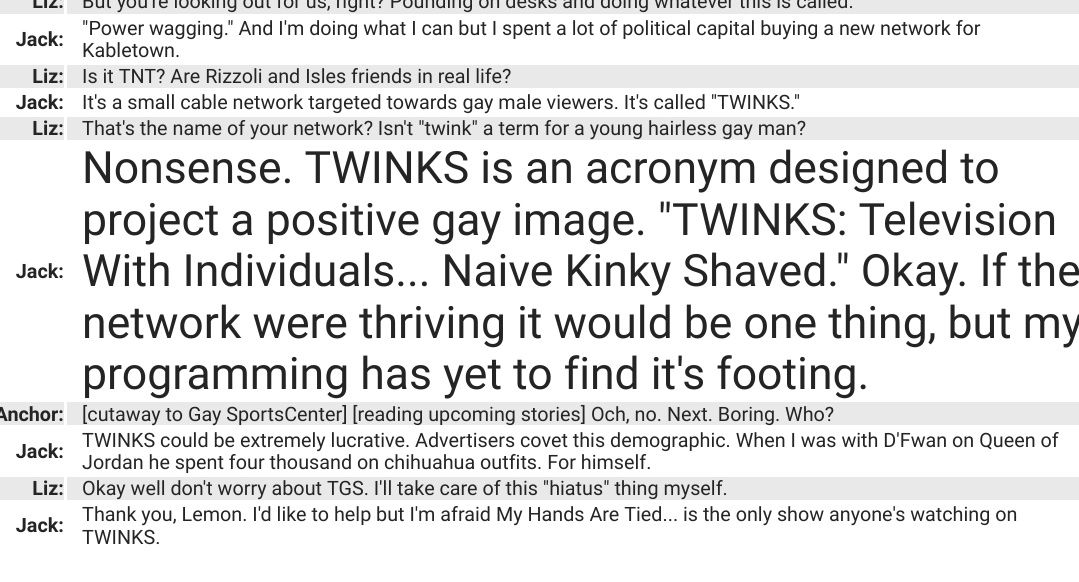 Liz: But you're looking out for us, right? Pounding on desks and doing whatever this is called.
Jack: "Power wagging." And I'm doing what I can but I spent a lot of political capital buying a new network for
Kabletown.
Liz: Is it TNT? Are Rizzoli and Isles friends in real life?
Jack: It's a small cable network targeted towards gay male viewers. It's called "TWINKS."
Liz: That's the name of your network? Isn't "twink" a term for a young hairless gay man?
Nonsense. TWINKS is an acronym designed to
project a positive gay image. "TWINKS: Television
Jack: With Individuals... Naive Kinky Shaved." Okay. If the
network were thriving it would be one thing, but my
programming has yet to find it's footing.
Anchor: [cutaway to Gay SportsCenter] [reading upcoming stories] Och, no. Next. Boring. Who?
Jack: TWINKS could be extremely lucrative. Advertisers covet this demographic. When I was with D'Fwan on Queen of
Jordan he spent four thousand on chihuahua outfits. For himself.
Liz: Okay well don't worry about TGS. I'll take care of this "hiatus" thing myself.
Jack: Thank you, Lemon. I'd like to help but I'm afraid My Hands Are Tied... is the only show anyone's watching on
TWINKS.